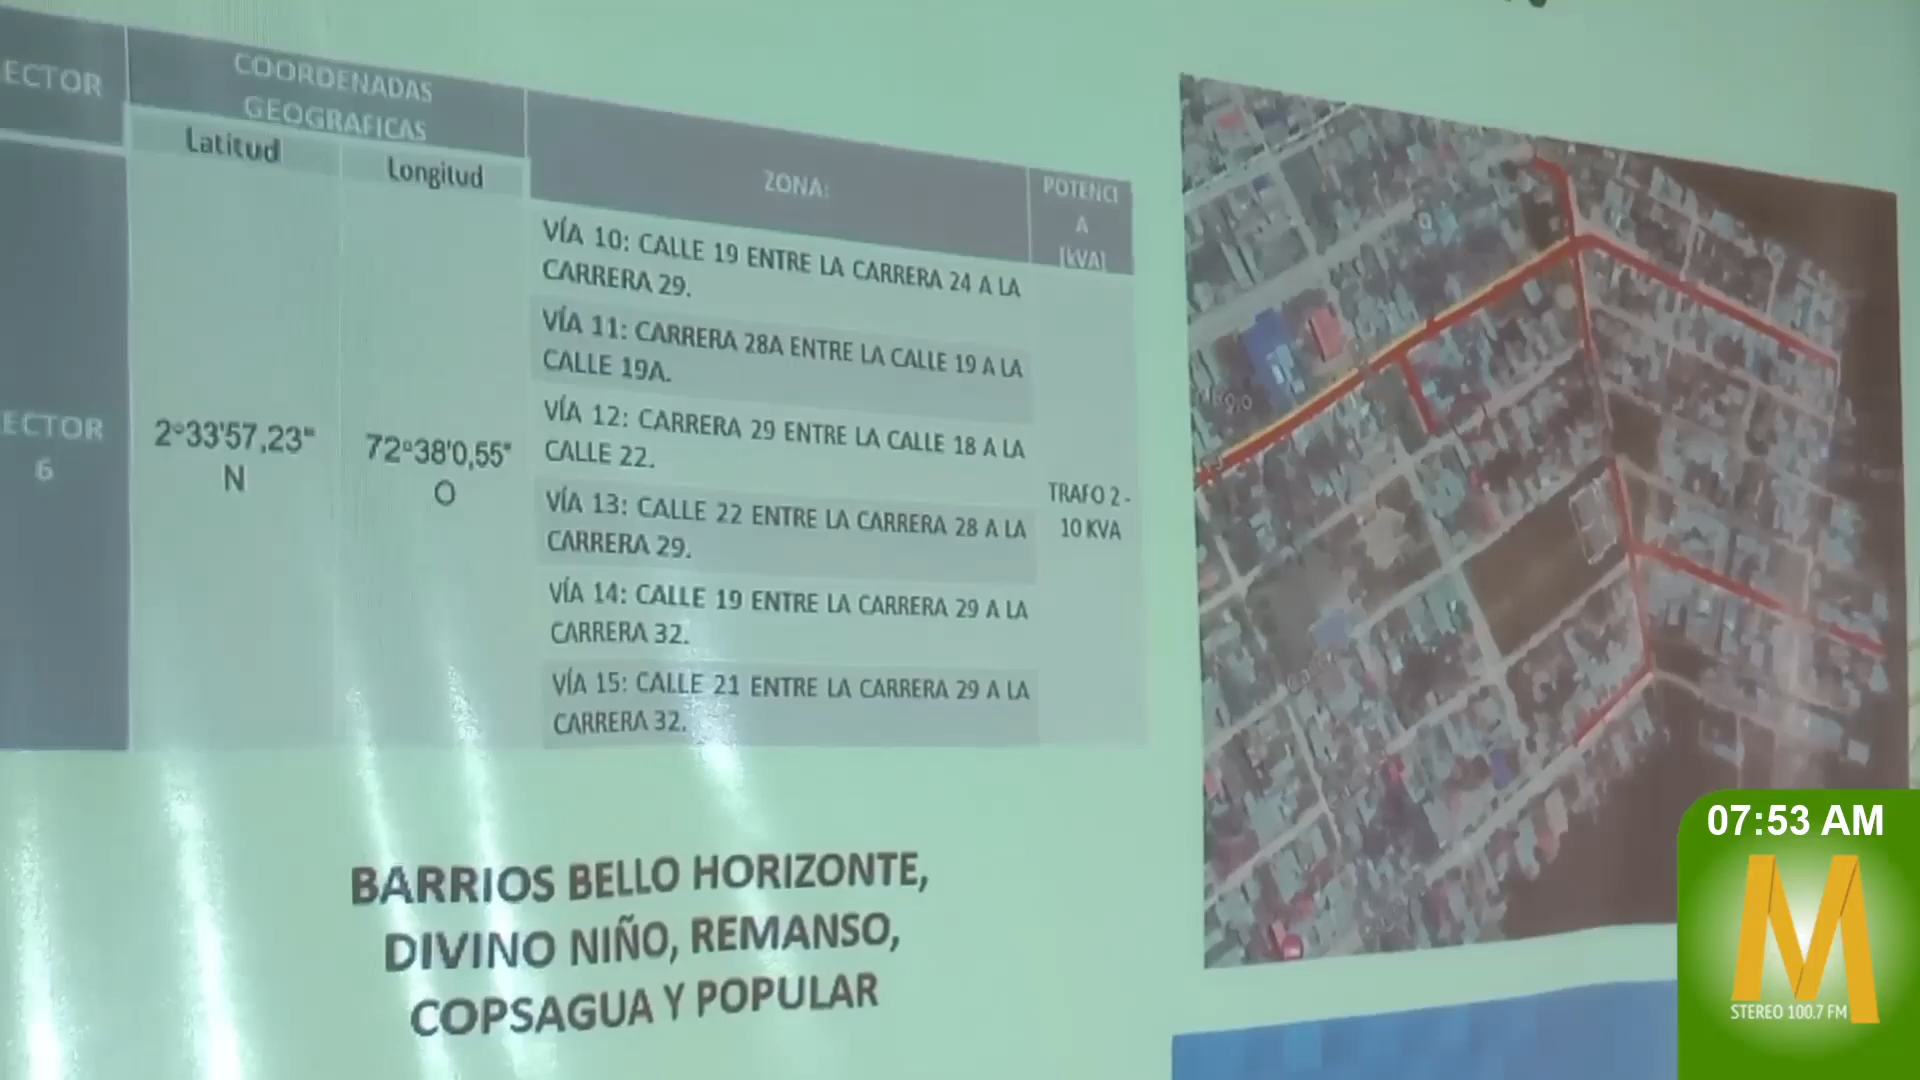 ECTOR
COORDENADAS
GEOGRAFICAS
Latitud
Longitud
ZONA:
POTENCI
A
[kVA]
ECTOR
6
2°33'57,23"
N
72°38'0,55"
O
VÍA 10: CALLE 19 ENTRE LA CARRERA 24 A LA
CARRERA 29.
VÍA 11: CARRERA 28A ENTRE LA CALLE 19 A LA
CALLE 19A.
VÍA 12: CARRERA 29 ENTRE LA CALLE 18 A LA
CALLE 22.
VÍA 13: CALLE 22 ENTRE LA CARRERA 28 A LA
CARRERA 29.
VÍA 14: CALLE 19 ENTRE LA CARRERA 29 A LA
CARRERA 32.
VÍA 15: CALLE 21 ENTRE LA CARRERA 29 A LA
CARRERA 32.
TRAFO 2 -
10 KVA
BARRIOS BELLO HORIZONTE,
DIVINO NIÑO, REMANSO,
COPSAGUA Y POPULAR
07:53 AM
M
STEREO 100.7 FM